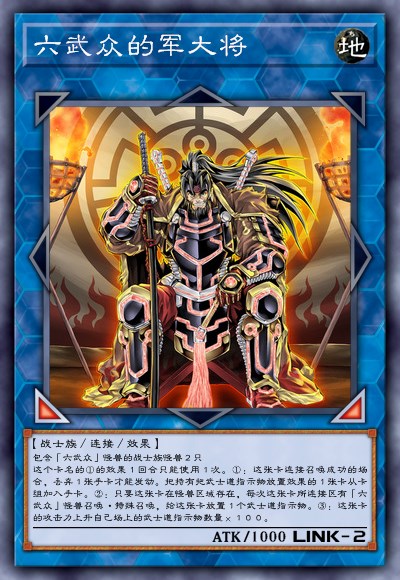 六武众的军大将
地
【战士族／连接／效果】
包含「六武众」怪兽的战士族怪兽２只
这个卡名的①的效果１回合只能使用１次。①：这张卡连接召唤成功的场
合，丢弃１张手卡才能发动。把持有把武士道指示物放置效果的１张卡从卡
组加入手卡。②：只要这张卡在怪兽区域存在，每次这张卡所连接区有「六
武众」怪兽召唤・特殊召唤，给这张卡放置１个武士道指示物。③：这张卡
的攻击力上升自己场上的武士道指示物数量×１００。
ATK/1000 LINK-2